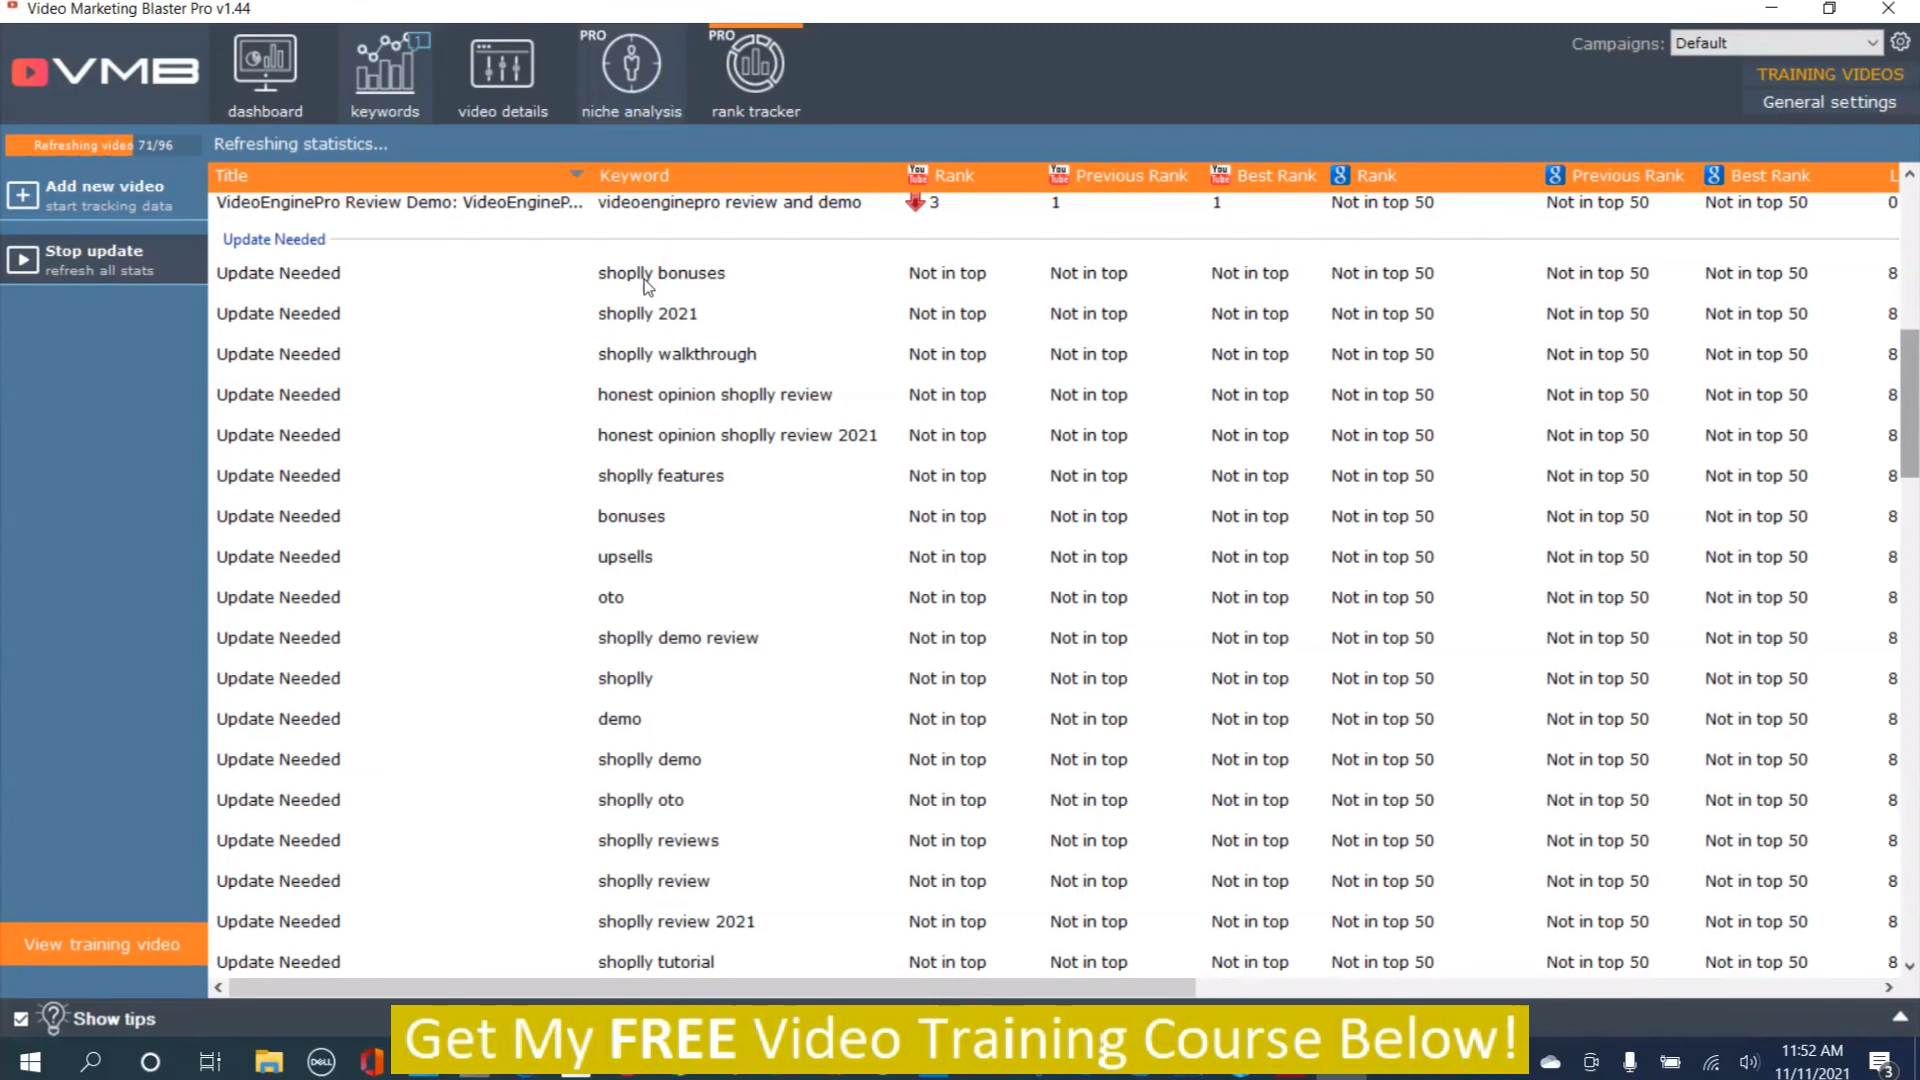 Video Marketing Blaster Pro v1.44
VMB
dashboard
1
keywords
video details
PRO
niche analysis
PRO
rank tracker
Campaigns: Default
TRAINING VIDEOS
General settings
Refreshing video 71/96
Refreshing statistics...
Add new video
start tracking data
Stop update
refresh all stats
Title Keyword You Tube Rank You Tube Previous Rank You Tube Best Rank 8 Rank 8 Previous Rank 8 Best Rank L
VideoEnginePro Review Demo: VideoEngineP... videoenginepro review and demo 3 1 1 Not in top 50 Not in top 50 Not in top 50 0
Update Needed
Update Needed shoplly bonuses Not in top Not in top Not in top Not in top 50 Not in top 50 Not in top 50 8
Update Needed shoplly 2021 Not in top Not in top Not in top Not in top 50 Not in top 50 Not in top 50 8
Update Needed shoplly walkthrough Not in top Not in top Not in top Not in top 50 Not in top 50 Not in top 50 8
Update Needed honest opinion shoplly review Not in top Not in top Not in top Not in top 50 Not in top 50 Not in top 50 8
Update Needed honest opinion shoplly review 2021 Not in top Not in top Not in top Not in top 50 Not in top 50 Not in top 50 8
Update Needed shoplly features Not in top Not in top Not in top Not in top 50 Not in top 50 Not in top 50 8
Update Needed bonuses Not in top Not in top Not in top Not in top 50 Not in top 50 Not in top 50 8
Update Needed upsells Not in top Not in top Not in top Not in top 50 Not in top 50 Not in top 50 8
Update Needed oto Not in top Not in top Not in top Not in top 50 Not in top 50 Not in top 50 8
Update Needed shoplly demo review Not in top Not in top Not in top Not in top 50 Not in top 50 Not in top 50 8
Update Needed shoplly Not in top Not in top Not in top Not in top 50 Not in top 50 Not in top 50 8
Update Needed demo Not in top Not in top Not in top Not in top 50 Not in top 50 Not in top 50 8
Update Needed shoplly demo Not in top Not in top Not in top Not in top 50 Not in top 50 Not in top 50 8
Update Needed shoplly oto Not in top Not in top Not in top Not in top 50 Not in top 50 Not in top 50 8
Update Needed shoplly reviews Not in top Not in top Not in top Not in top 50 Not in top 50 Not in top 50 8
Update Needed shoplly review Not in top Not in top Not in top Not in top 50 Not in top 50 Not in top 50 8
Update Needed shoplly review 2021 Not in top Not in top Not in top Not in top 50 Not in top 50 Not in top 50 8
Update Needed shoplly tutorial Not in top Not in top Not in top Not in top 50 Not in top 50 Not in top 50 8
View training video
Show tips
Get My FREE Video Training Course Below!
DELL
11:52 AM
11/11/2021
3